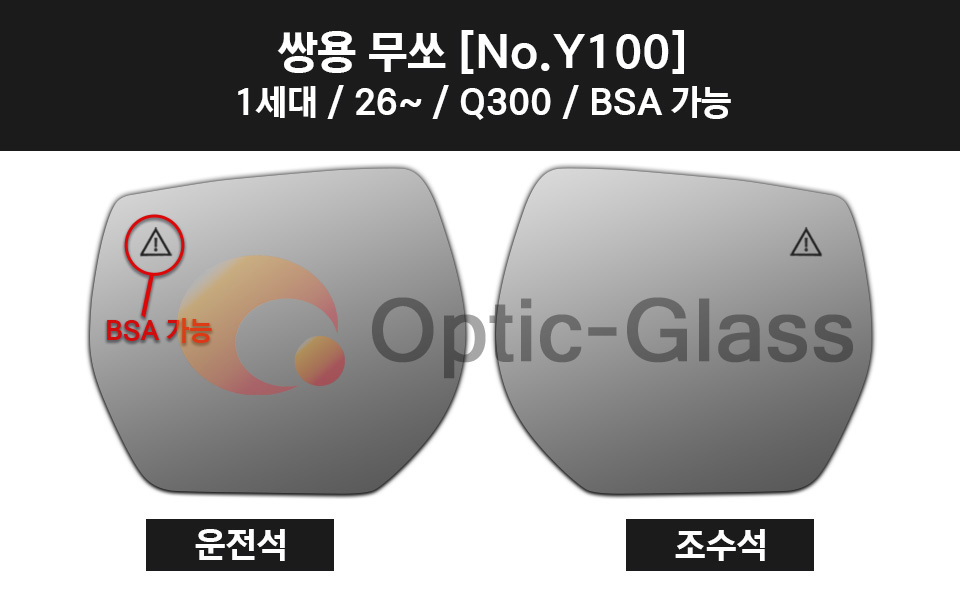 쌍용 무쏘 [No.Y100]
1세대 / 26~ / Q300 / BSA 가능
BSA 가능
Optic-Glass
운전석
조수석